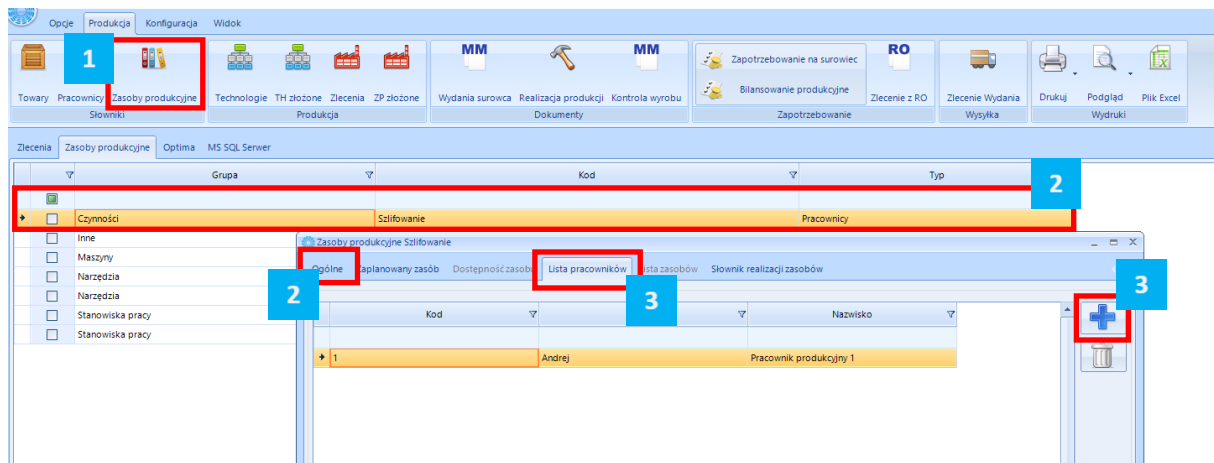 Opcje Produkcja Konfiguracja Widok
1
MM MM RO
Zapotrzebowanie na surowiec
Bilansowanie produkcyjne
Towary Pracownicy Zasoby produkcyjne Technologie TH złożone Zlecenia ZP złożone Wydania surowca Realizacja produkcji Kontrola wyrobu Zlecenie z RO Zlecenie Wydania Drukuj Podgląd Plik Excel
Słowniki Produkcja Dokumenty Zapotrzebowanie Wysyłka Wydruki
Zlecenia Zasoby produkcyjne Optima MS SQL Serwer
Grupa Kod Typ
2
Czynności Szlifowanie Pracownicy
Inne
Maszyny
Narzędzia
Narzędzia
Stanowiska pracy
Stanowiska pracy
Zasoby produkcyjne Szlifowanie
Ogólne Zaplanowany zasób Dostępność zasobu Lista pracowników Lista zasobów Słownik realizacji zasobów
2 3 3
Kod Nazwisko
1 Andrej Pracownik produkcyjny 1